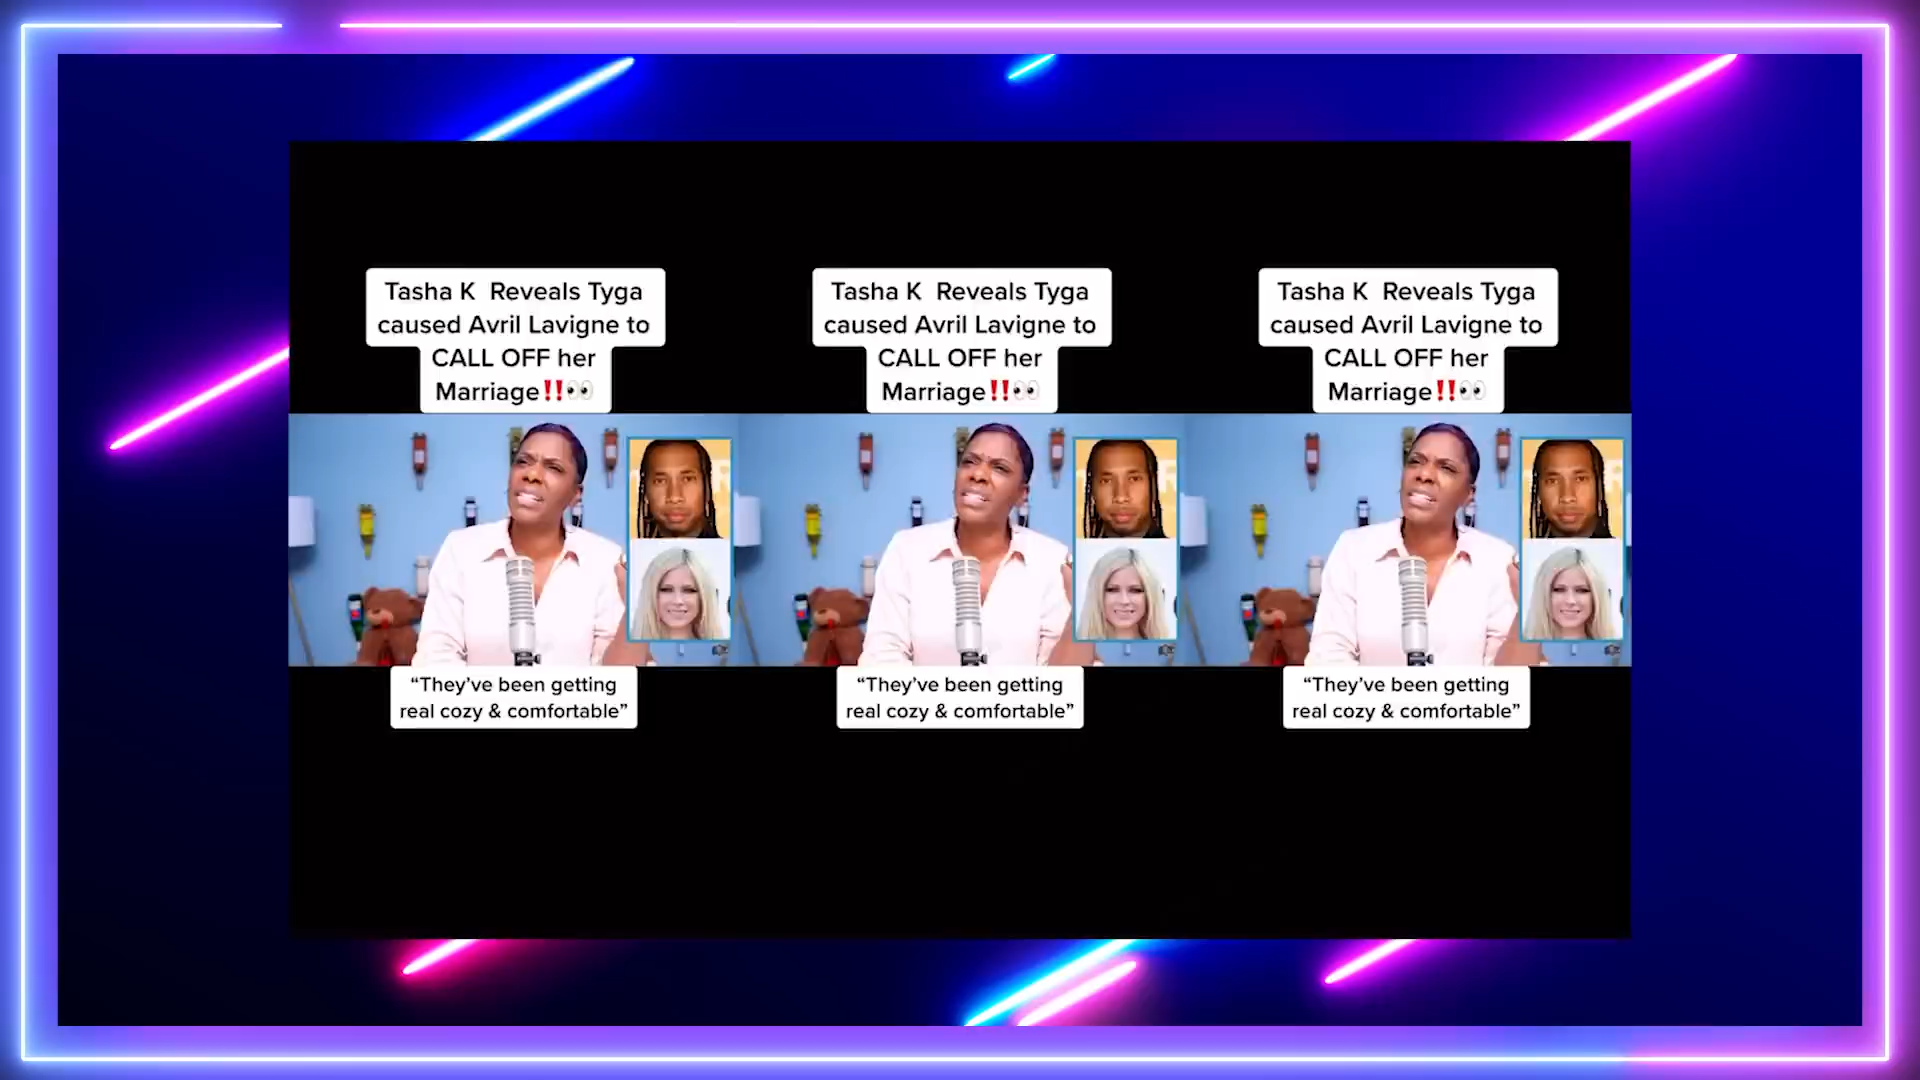 Tasha K Reveals Tyga
caused Avril Lavigne to
CALL OFF her
Marriage‼️👀
"They've been getting
real cozy & comfortable"
Tasha K Reveals Tyga
caused Avril Lavigne to
CALL OFF her
Marriage‼️👀
"They've been getting
real cozy & comfortable"
Tasha K Reveals Tyga
caused Avril Lavigne to
CALL OFF her
Marriage‼️👀
"They've been getting
real cozy & comfortable"